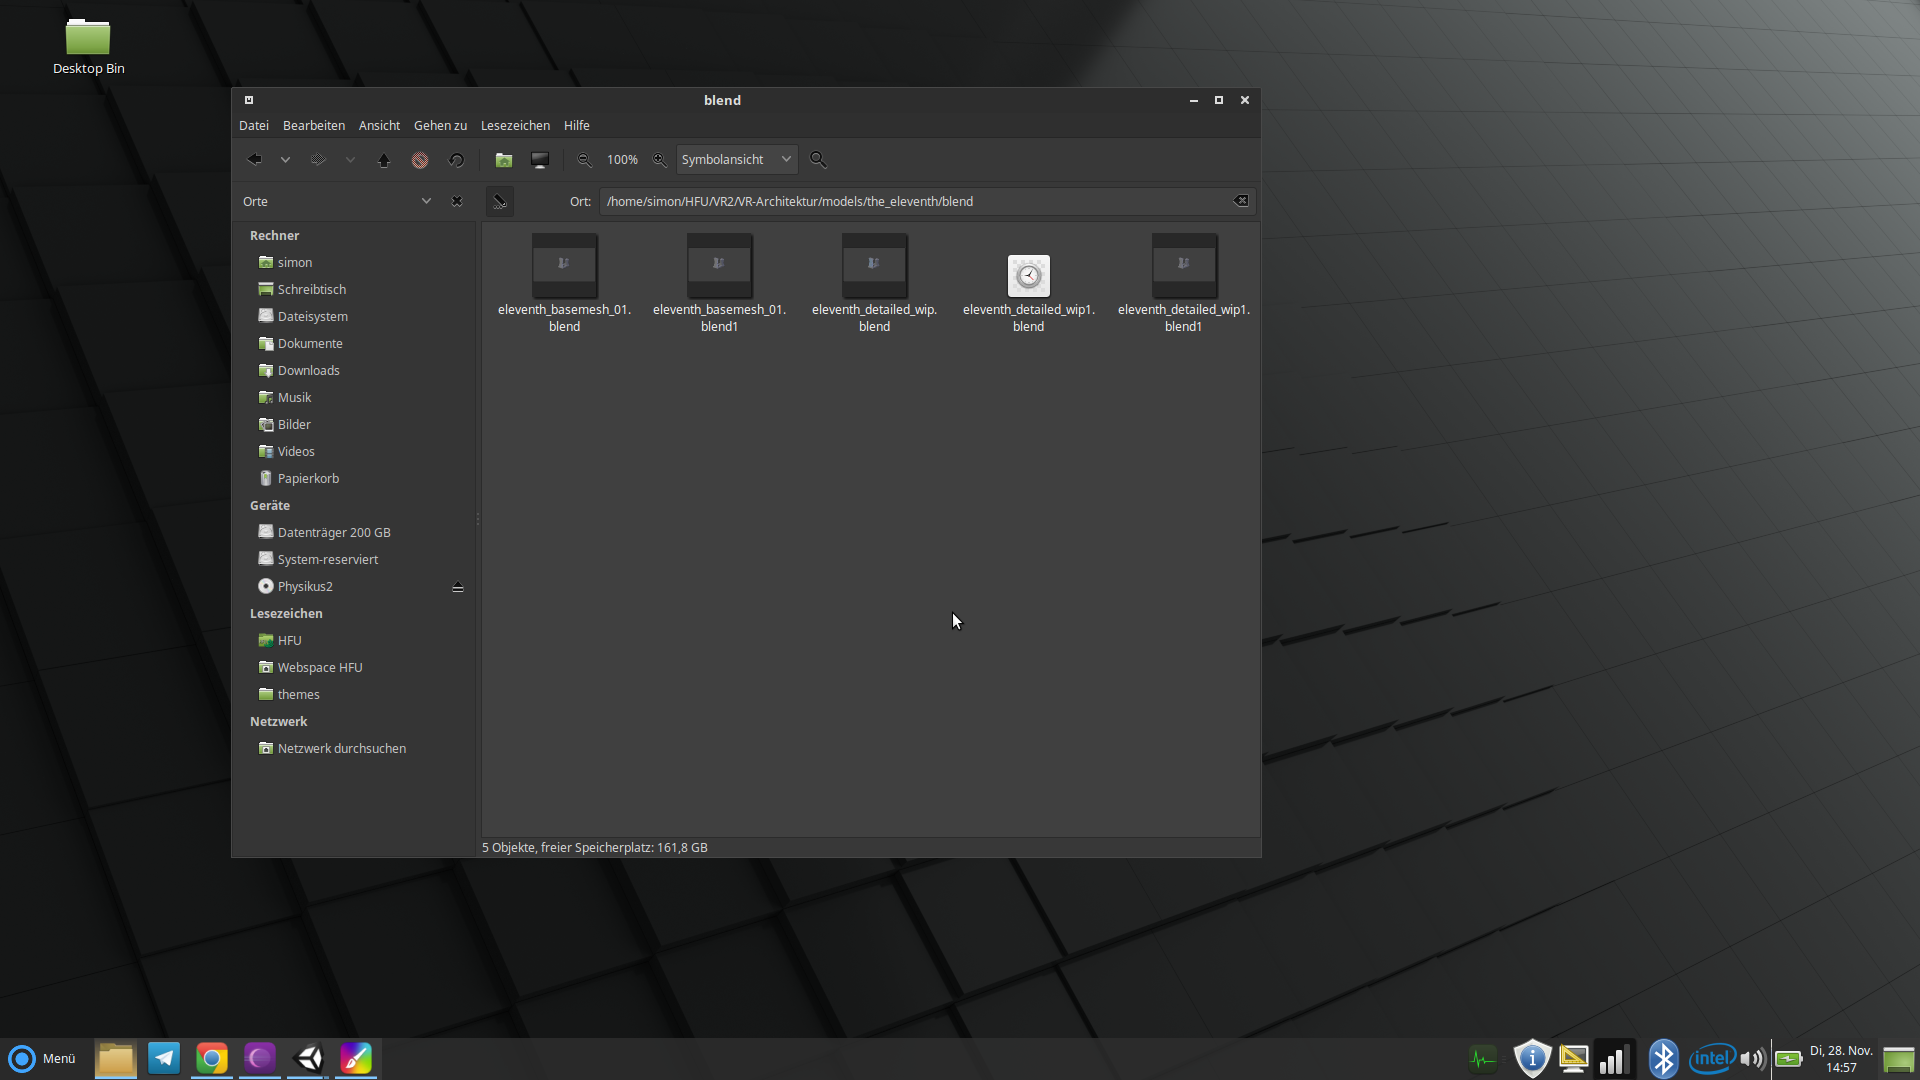 Desktop Bin
blend
Datei Bearbeiten Ansicht Gehen zu Lesezeichen Hilfe
100% Symbolansicht
Orte Ort: /home/simon/HFU/VR2/VR-Architektur/models/the_eleventh/blend
Rechner
simon
Schreibtisch
Dateisystem
Dokumente
Downloads
Musik
Bilder
Videos
Papierkorb
Geräte
Datenträger 200 GB
System-reserviert
Physikus2
Lesezeichen
HFU
Webspace HFU
themes
Netzwerk
Netzwerk durchsuchen
eleventh_basemesh_01.
blend
eleventh_basemesh_01.
blend1
eleventh_detailed_wip.
blend
eleventh_detailed_wip1.
blend
eleventh_detailed_wip1.
blend1
5 Objekte, freier Speicherplatz: 161,8 GB
Menü
intel
Di, 28. Nov.
14:57